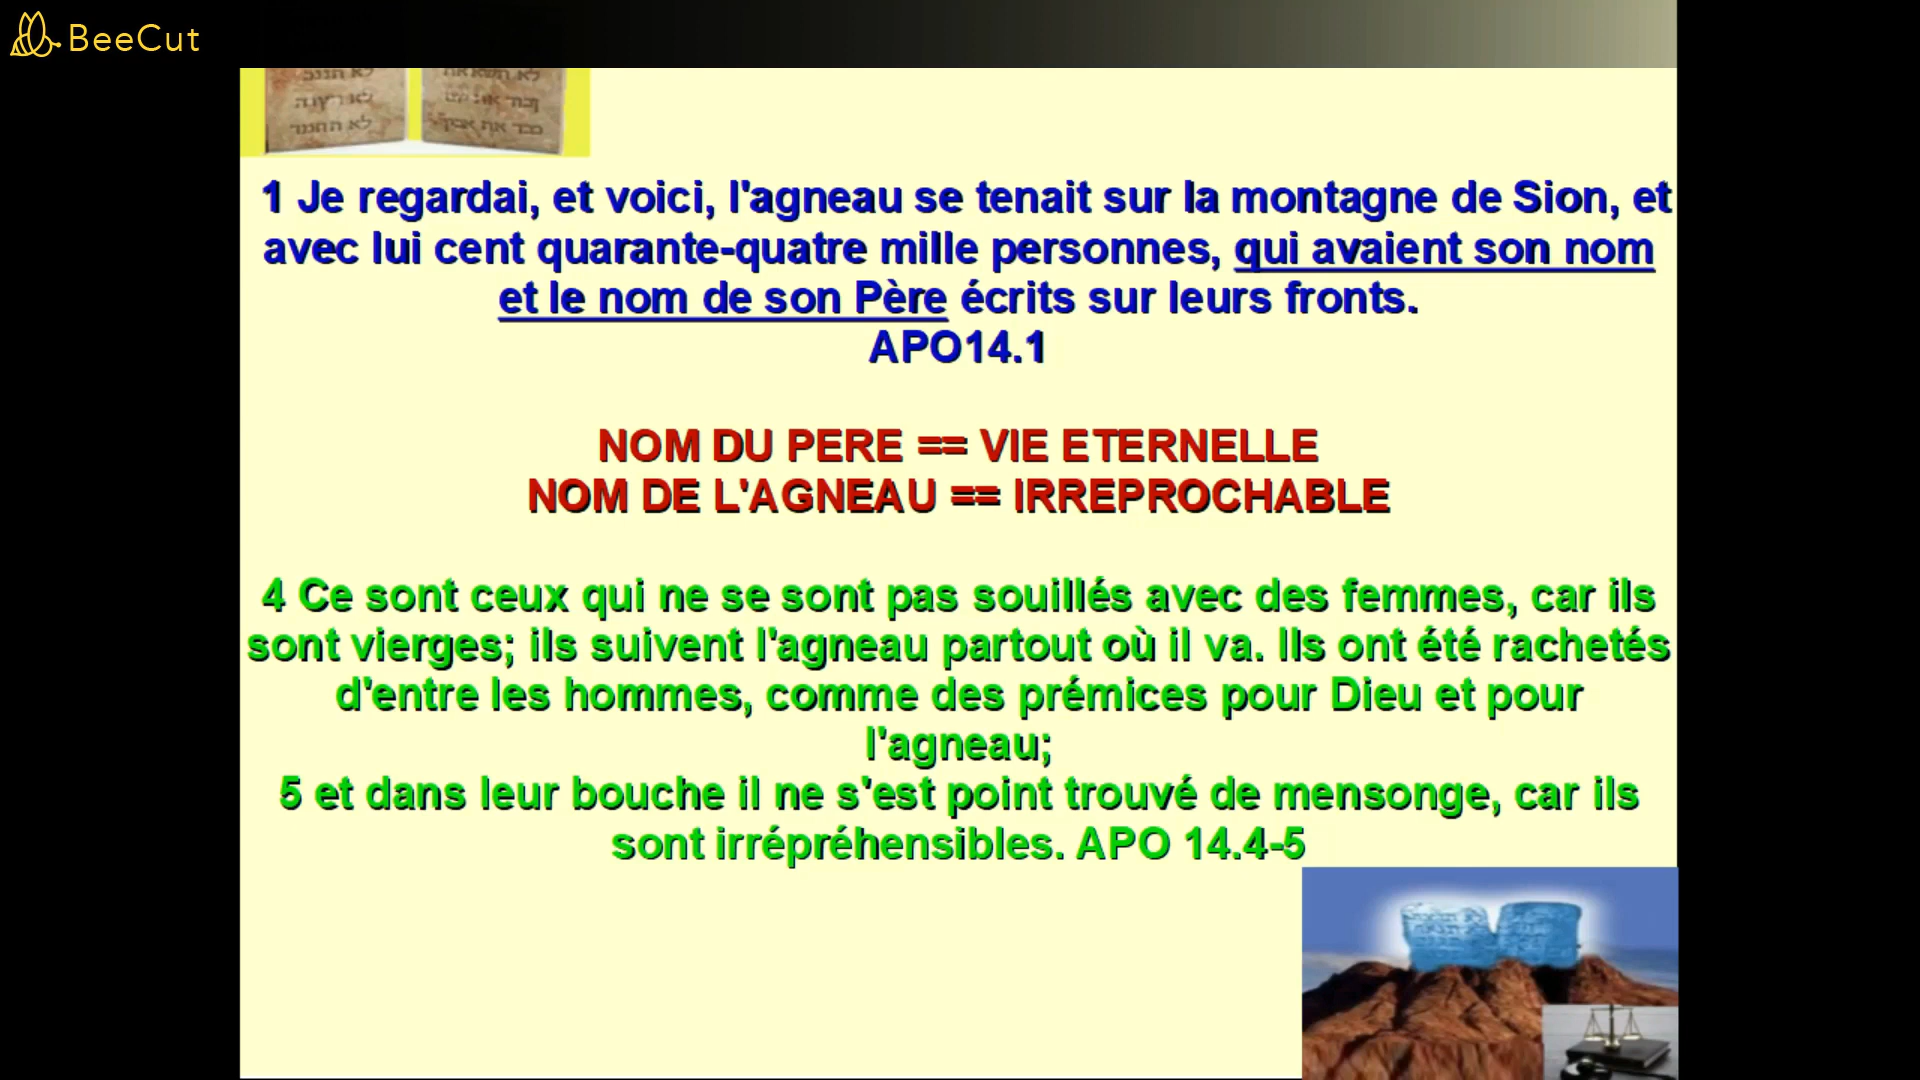 BeeCut
1 Je regardai, et voici, l'agneau se tenait sur la montagne de Sion, et
avec lui cent quarante-quatre mille personnes, qui avaient son nom
et le nom de son Père écrits sur leurs fronts.
APO14.1
NOM DU PERE == VIE ETERNELLE
NOM DE L'AGNEAU == IRREPROCHABLE
4 Ce sont ceux qui ne se sont pas souillés avec des femmes, car ils
sont vierges; ils suivent l'agneau partout où il va. Ils ont été rachetés
d'entre les hommes, comme des prémices pour Dieu et pour
l'agneau;
5 et dans leur bouche il ne s'est point trouvé de mensonge, car ils
sont irrépréhensibles. APO 14.4-5